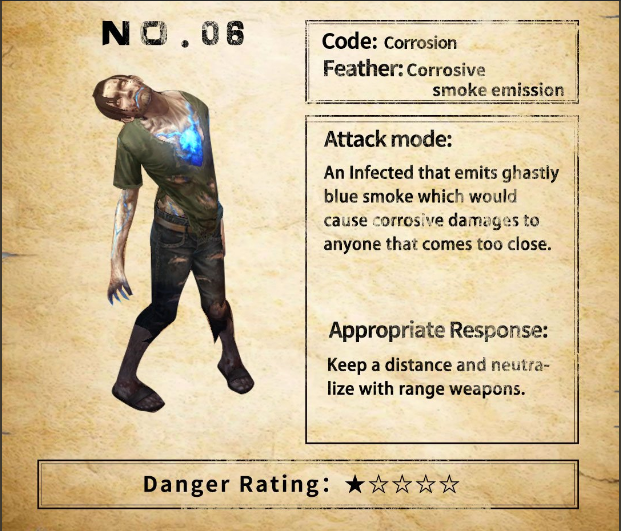 NO.06
Code: Corrosion
Feather: Corrosive
smoke emission
Attack mode:
An Infected that emits ghastly
blue smoke which would
cause corrosive damages to
anyone that comes too close.
Appropriate Response:
Keep a distance and neutra-
lize with range weapons.
Danger Rating: ★☆☆☆☆